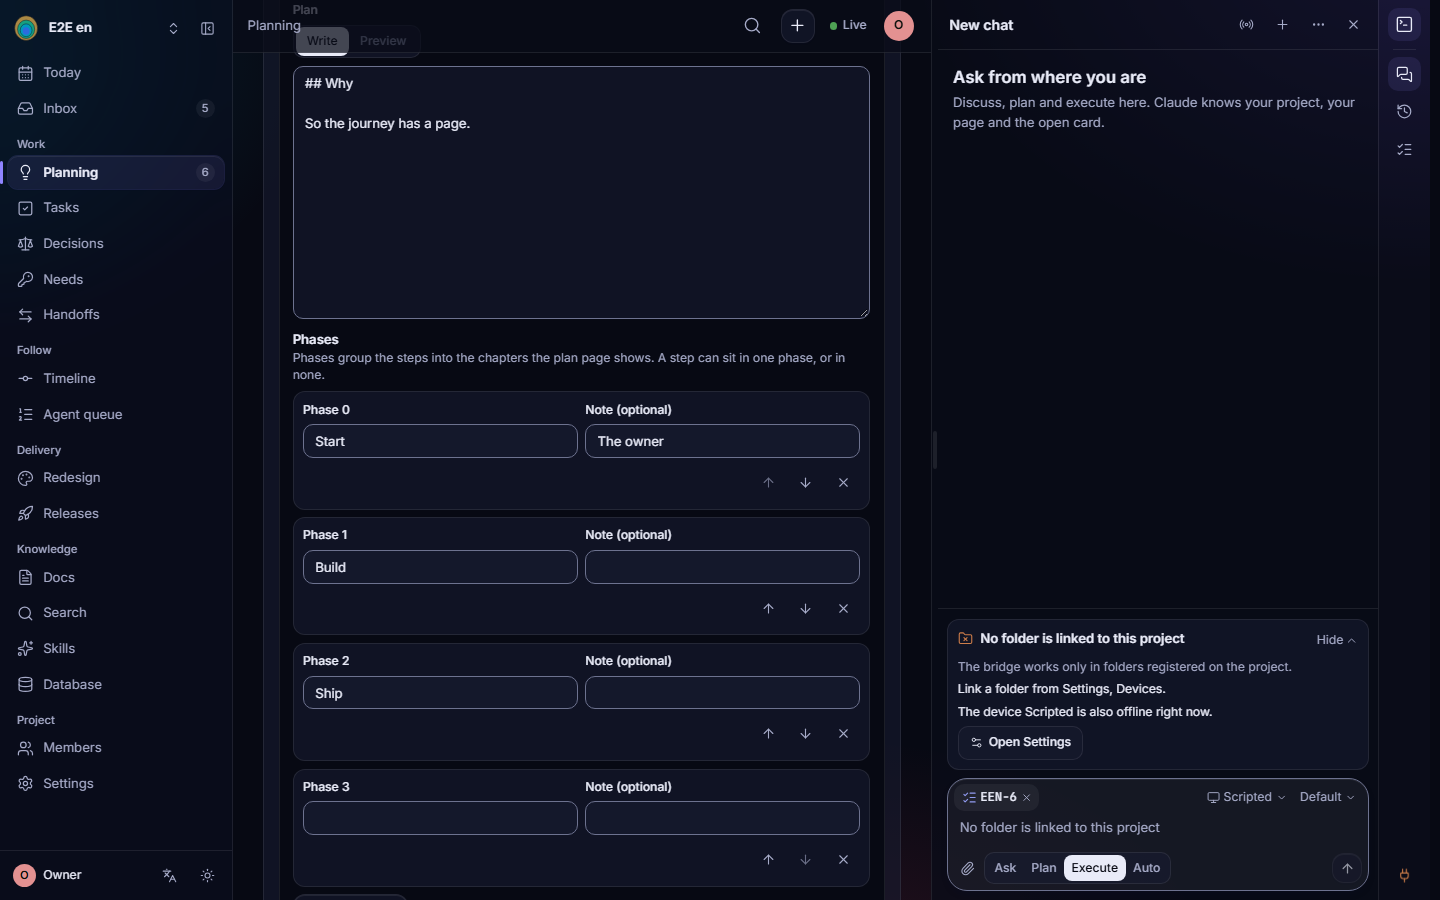 E2E en
Today
Inbox 5
Work
Planning 6
Tasks
Decisions
Needs
Handoffs
Follow
Timeline
Agent queue
Delivery
Redesign
Releases
Knowledge
Docs
Search
Skills
Database
Project
Members
Settings
O Owner
Planning
Live
O
Plan
Write Preview
## Why
So the journey has a page.
Phases
Phases group the steps into the chapters the plan page shows. A step can sit in one phase, or in
none.
Phase 0 Note (optional)
Start The owner
Phase 1 Note (optional)
Build
Phase 2 Note (optional)
Ship
Phase 3 Note (optional)
New chat
Ask from where you are
Discuss, plan and execute here. Claude knows your project, your
page and the open card.
No folder is linked to this project Hide
The bridge works only in folders registered on the project.
Link a folder from Settings, Devices.
The device Scripted is also offline right now.
Open Settings
EEN-6 Scripted Default
No folder is linked to this project
Ask Plan Execute Auto